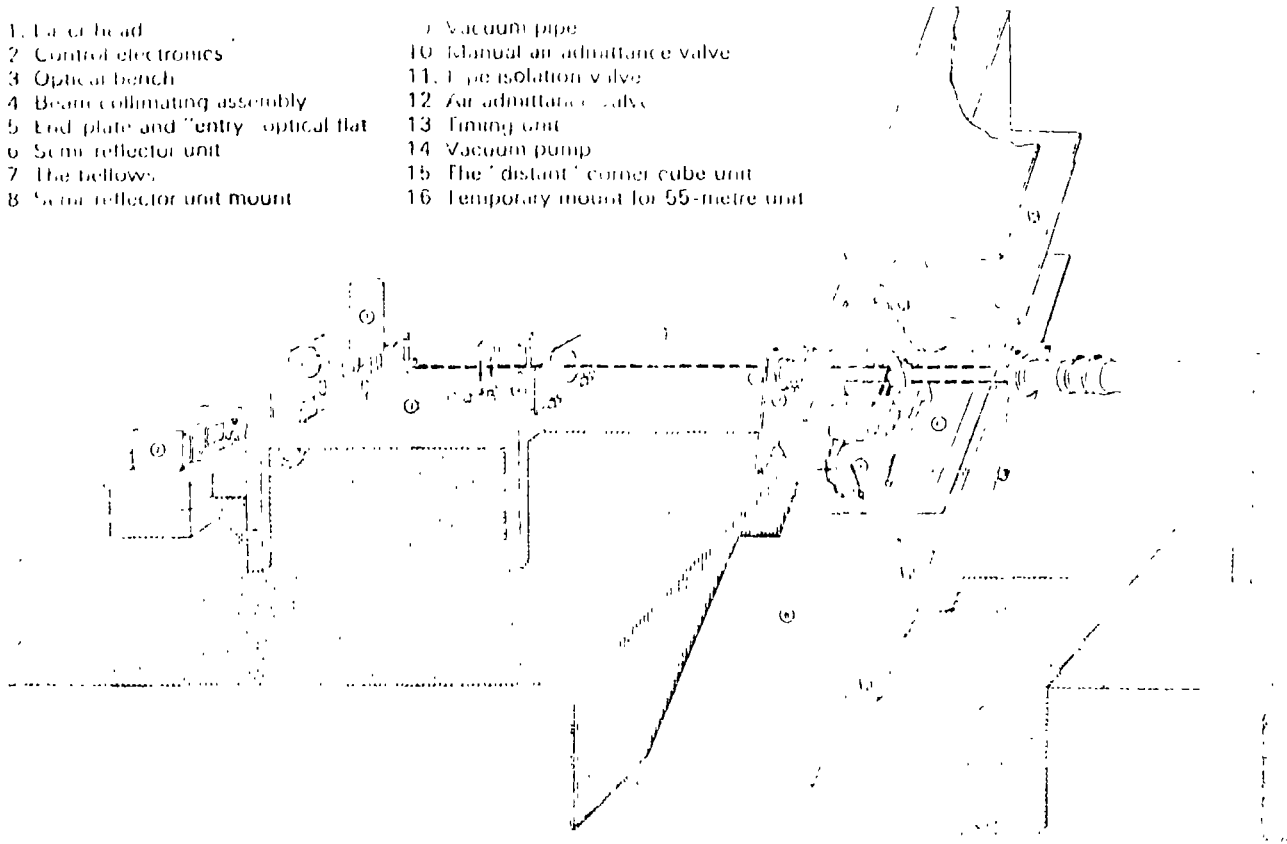 1. Laser head
2 Control electronics
3 Optical bench
4 Beam collimating assembly
5 End plate and "entry" optical flat
6 Semi reflector unit
7 The bellows
8 Semi reflector unit mount
9 Vacuum pipe
10 Manual air admittance valve
11. Pipe isolation valve
12 Air admittance valve
13 Timing unit
14 Vacuum pump
15 The "distant" corner cube unit
16 Temporary mount for 55-metre unit